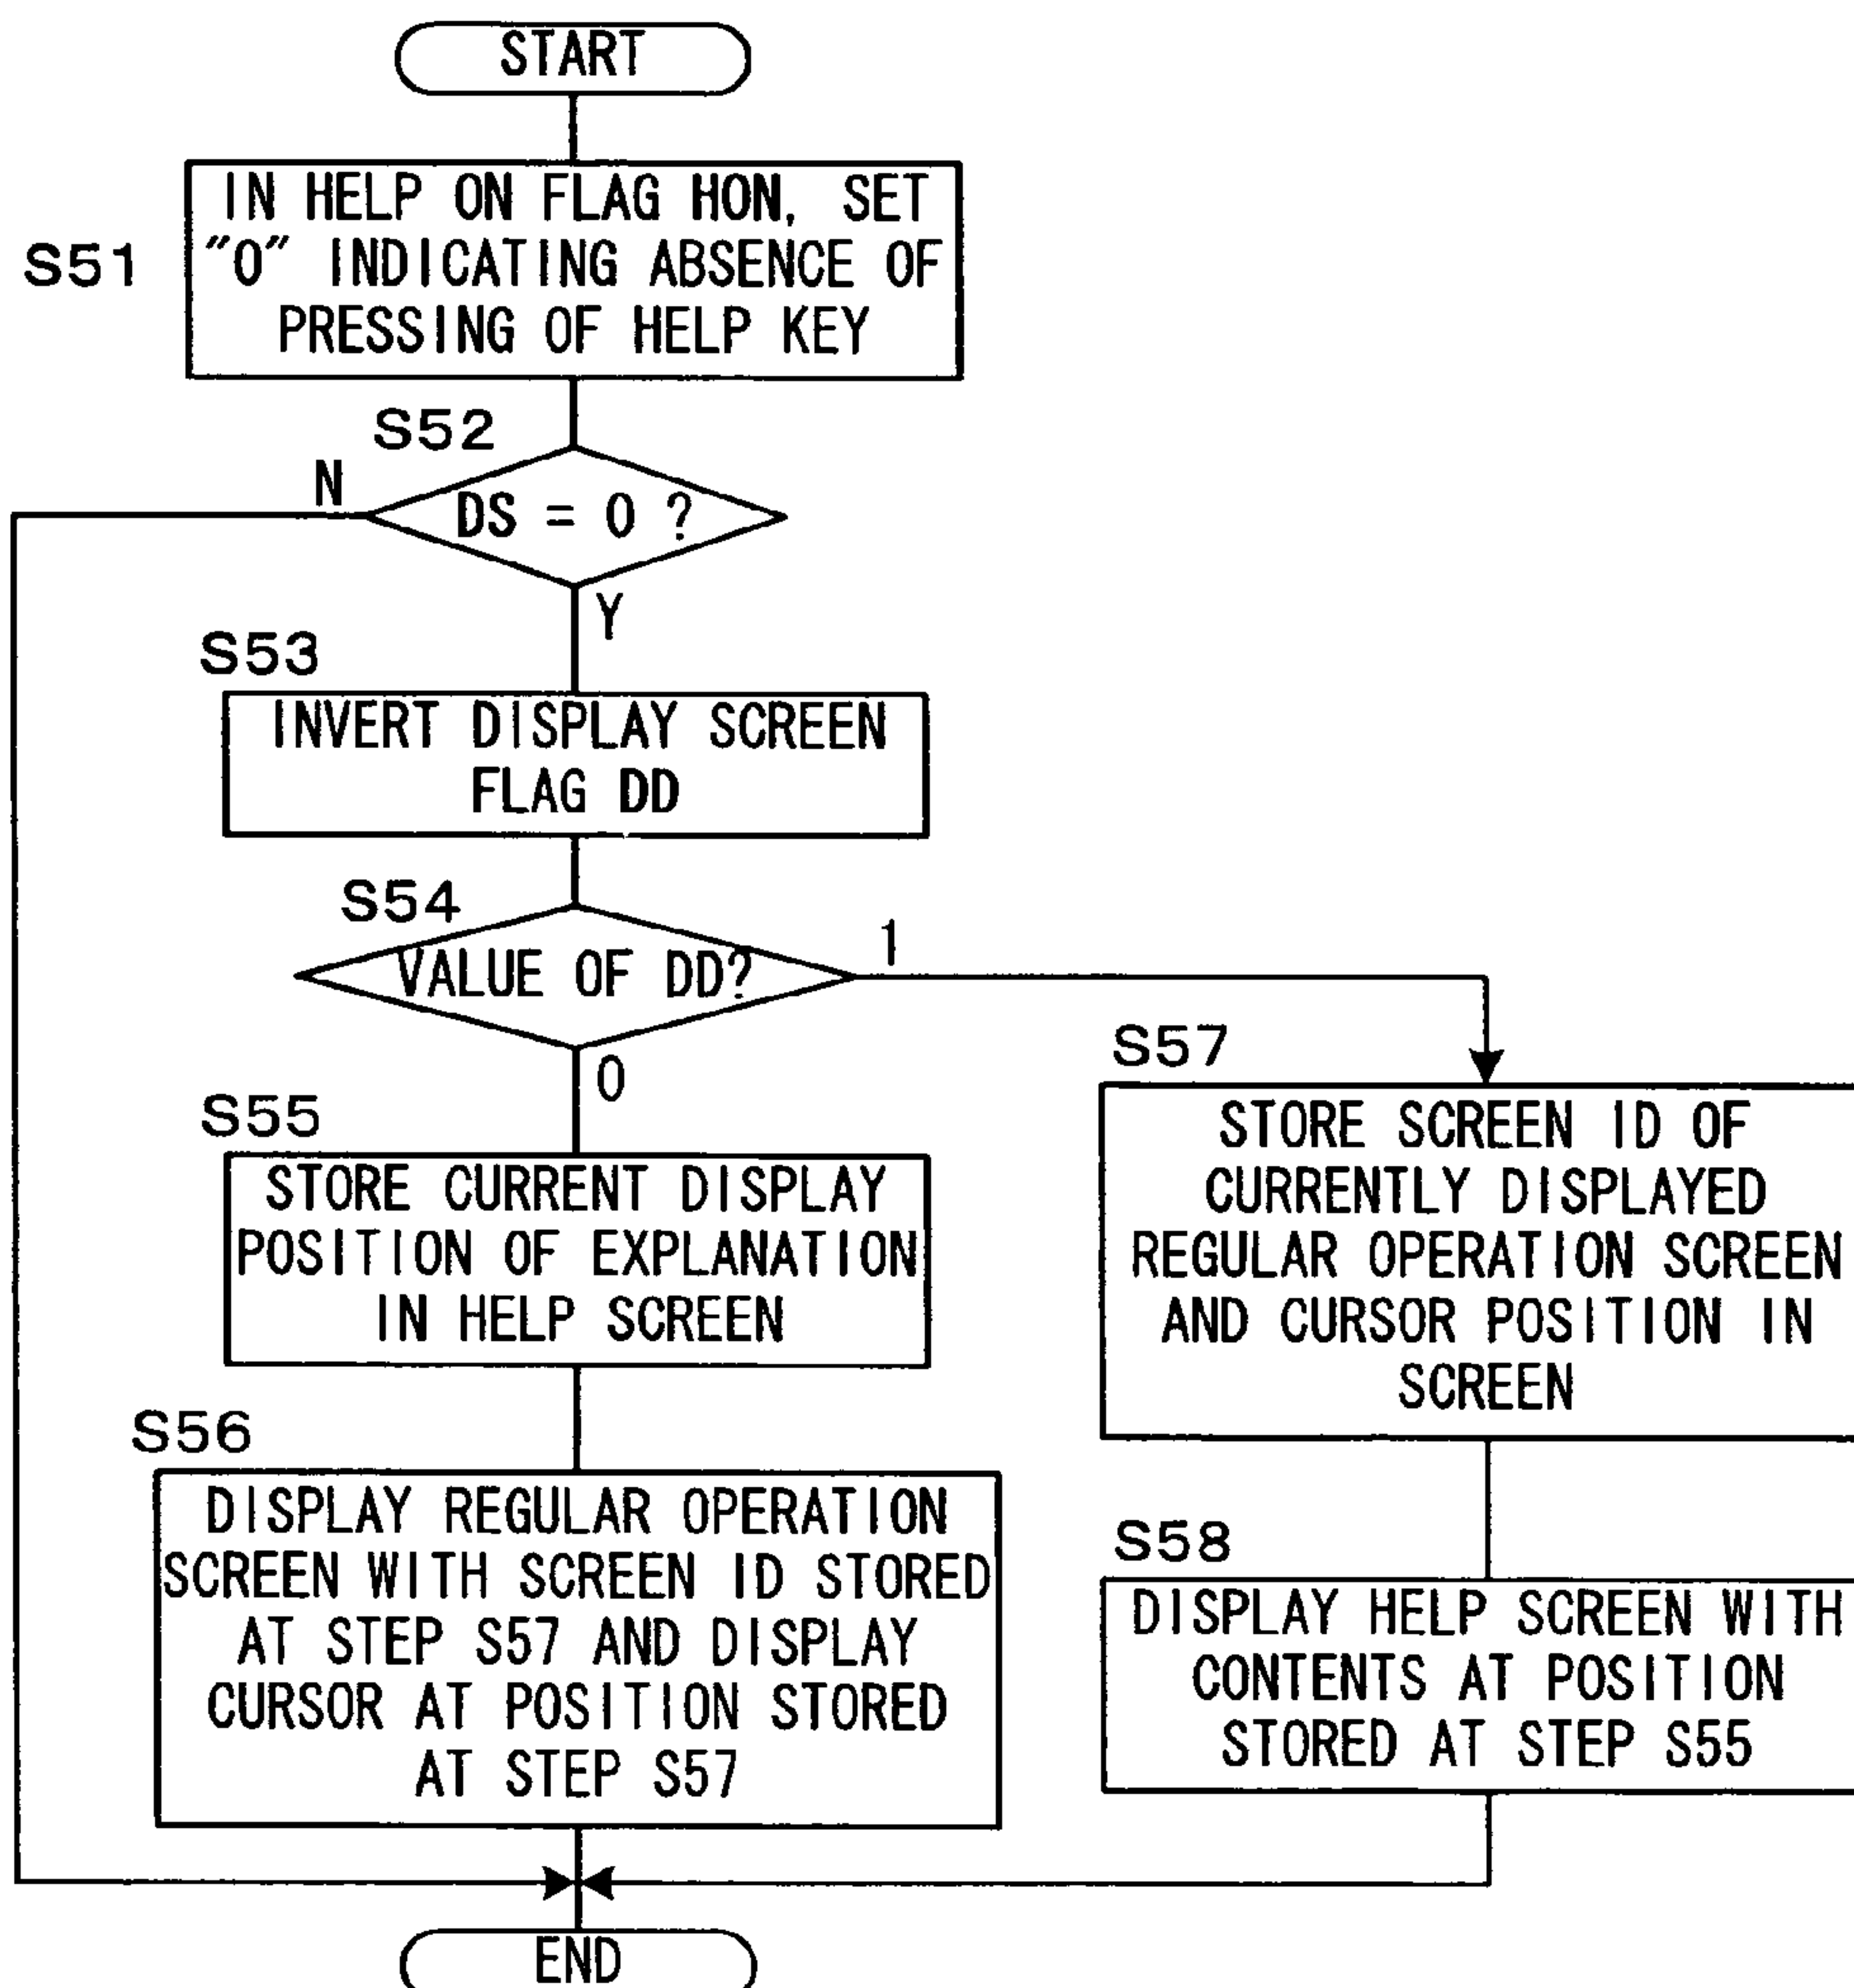 START
S51
IN HELP ON FLAG HON, SET
"0" INDICATING ABSENCE OF
PRESSING OF HELP KEY
S52
N
DS = 0 ?
Y
S53
INVERT DISPLAY SCREEN
FLAG DD
S54
VALUE OF DD?
1
0
S55
STORE CURRENT DISPLAY
POSITION OF EXPLANATION
IN HELP SCREEN
S56
DISPLAY REGULAR OPERATION
SCREEN WITH SCREEN ID STORED
AT STEP S57 AND DISPLAY
CURSOR AT POSITION STORED
AT STEP S57
S57
STORE SCREEN ID OF
CURRENTLY DISPLAYED
REGULAR OPERATION SCREEN
AND CURSOR POSITION IN
SCREEN
S58
DISPLAY HELP SCREEN WITH
CONTENTS AT POSITION
STORED AT STEP S55
END